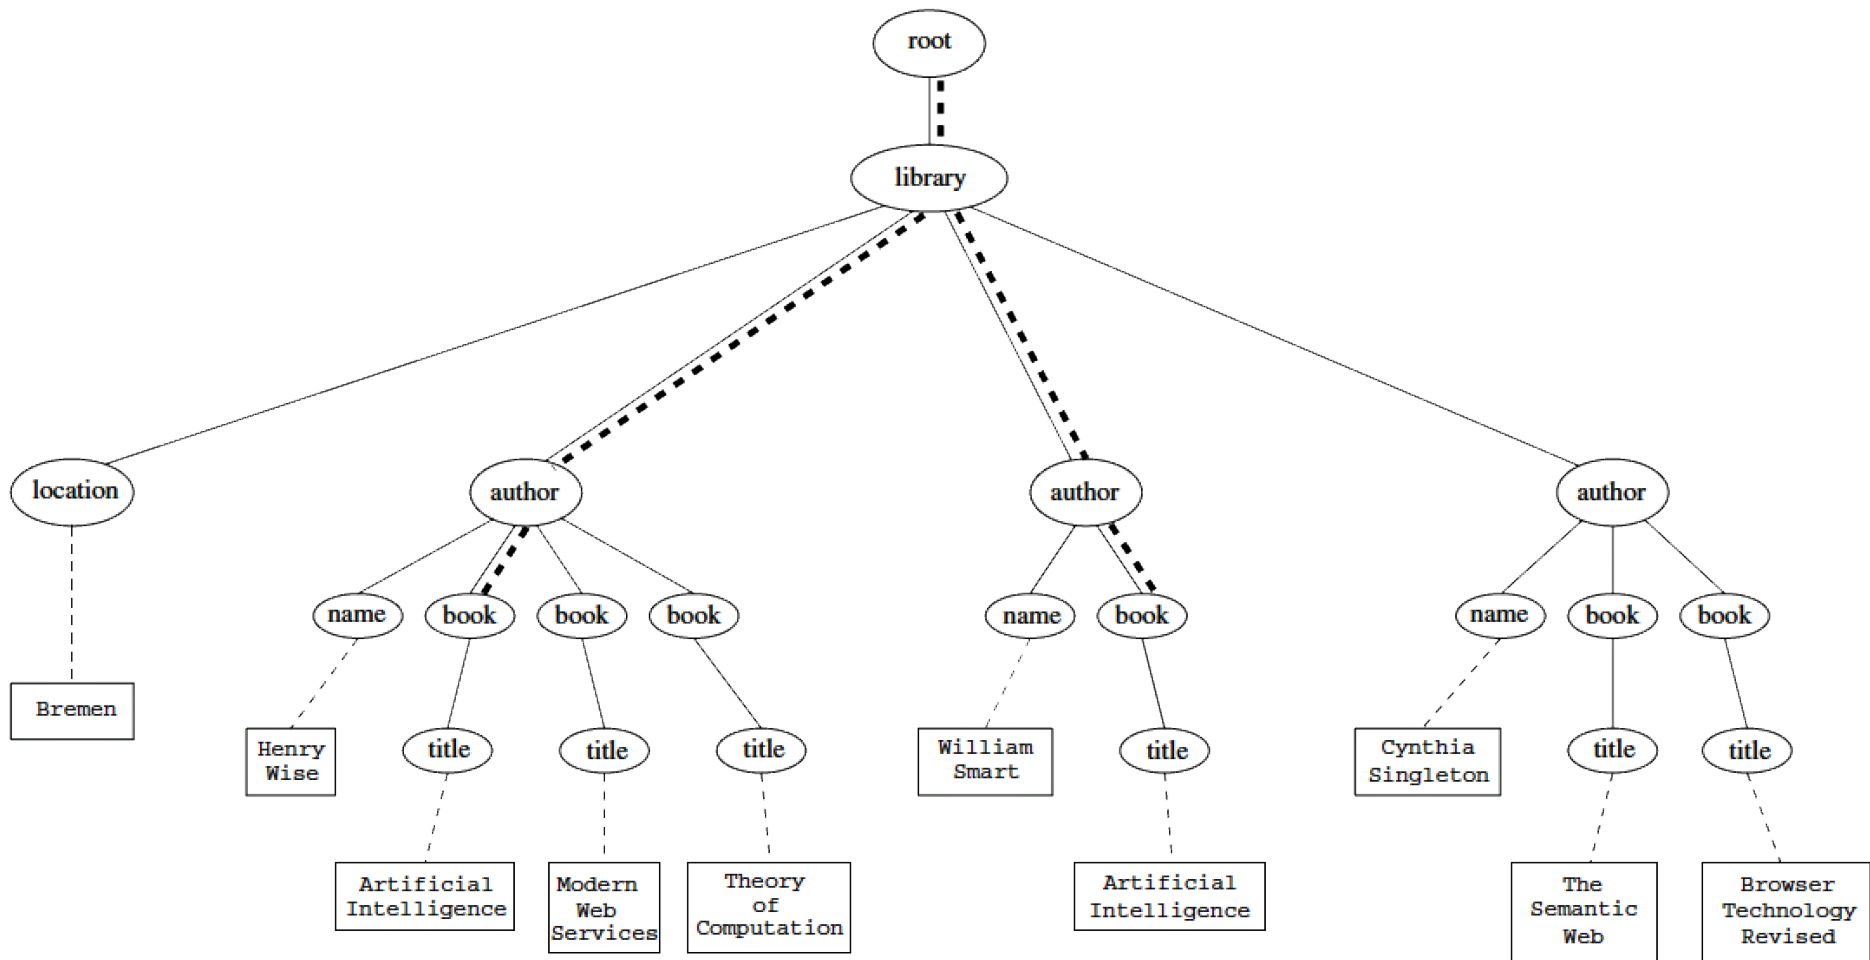 root
library
location
author
author
author
name
book
book
book
name
book
name
book
book
Bremen
Henry
Wise
title
title
title
William
Smart
title
Cynthia
Singleton
title
title
Artificial
Intelligence
Modern
Web
Services
Theory
of
Computation
Artificial
Intelligence
The
Semantic
Web
Browser
Technology
Revised